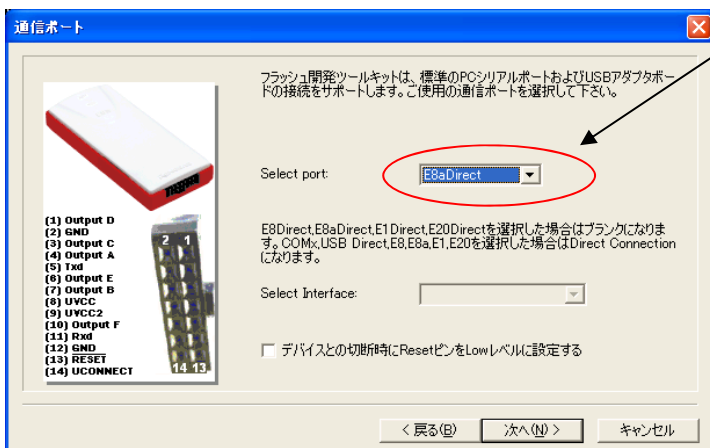 通信ポート
フラッシュ開発ツールキットは、標準のPCシリアルポートおよびUSBアダプタボー
ドの接続をサポートします。ご使用の通信ポートを選択して下さい。
Select port:
E8aDirect
(1) Output D
(2) GND
(3) Output C
(4) Output A
(5) Txd
(6) Output E
(7) Output B
(8) UVCC
(9) UVCC2
(10) Output F
(11) Rxd
(12) GND
(13) RESET
(14) UCONNECT
2 1
14 13
E8Direct,E8aDirect,E1Direct,E20Directを選択した場合はブランクになりま
す。COMx,USB Direct,E8,E8a,E1,E20を選択した場合はDirect Connection
になります。
Select Interface:
デバイスとの切断時にResetピンをLowレベルに設定する
< 戻る(B)
次へ(N) >
キャンセル